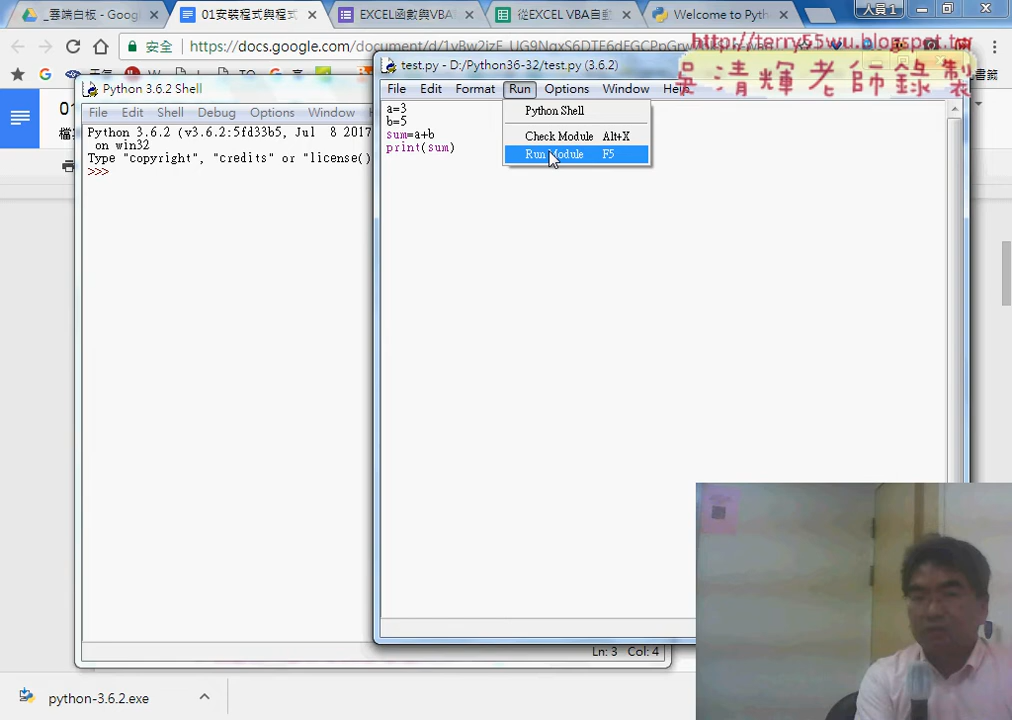 _雲端白板 - Goog
01安裝程式與程式
EXCEL函數與VBA
從EXCEL VBA自動
Welcome to Pyth
人員 1
安全
https://docs.google.com/document/d/1vBw2jzF
http://terry55wu.blogspot.tw
吳清輝老師錄製
書籤
01
檔
Python 3.6.2 Shell
File Edit Shell Debug Options Window
Python 3.6.2 (v3.6.2:5fd33b5, Jul 8 2017
on win32
Type "copyright", "credits" or "license()
>>>
test.py - D:/Python36-32/test.py (3.6.2)
File Edit Format Run Options Window Help
a=3
b=5
sum=a+b
print(sum)
Python Shell
Check Module Alt+X
Run Module F5
Ln: 3 Col: 4
python-3.6.2.exe